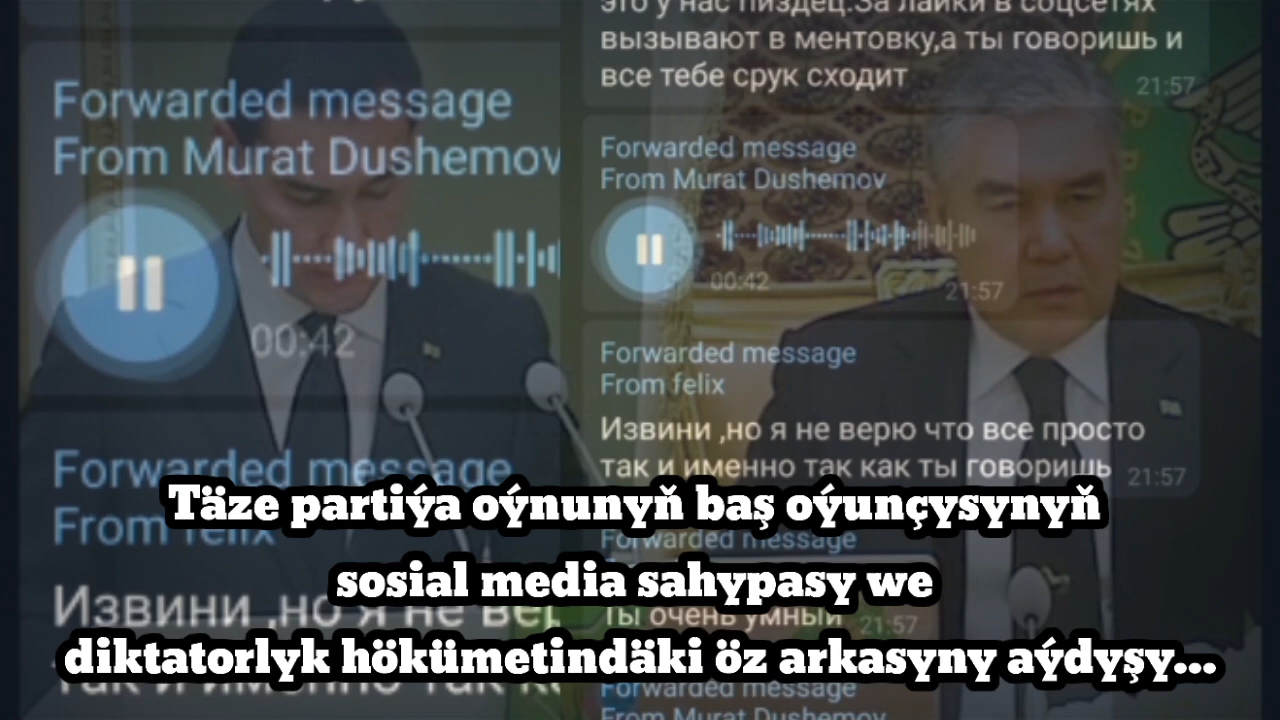 Forwarded message
From Murat Dushemov
00:42
Forwarded message
From felix
Извини ,но я не
это у нас пиздец.За лайки в соцсетях
вызывают в ментовку,а ты говоришь и
все тебе срук сходит
21:57
Forwarded message
From Murat Dushemov
00:42
21:57
Forwarded message
From felix
Извини ,но я не верю что все просто
так и именно так как ты говоришь
21:57
Forwarded message
ты очень умный
21:57
Forwarded message
From Murat Dushemov
Täze partiýa oýnunyň baş oýunçysynyň
sosial media sahypasy we
diktatorlyk hökümetindäki öz arkasyny aýdyşy...